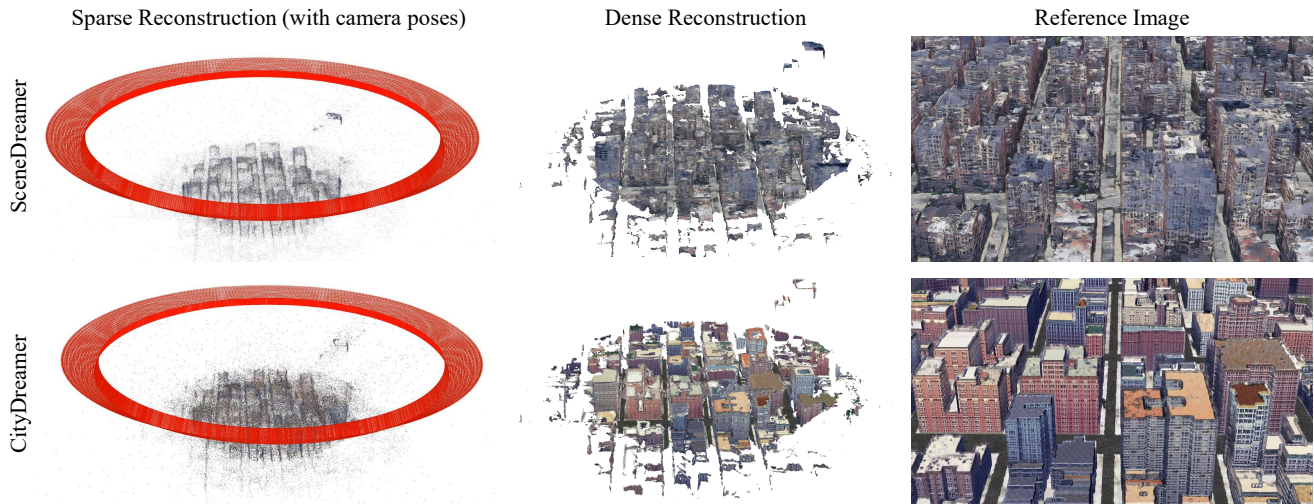 Sparse Reconstruction (with camera poses)
Dense Reconstruction
Reference Image
SceneDreamer
CityDreamer